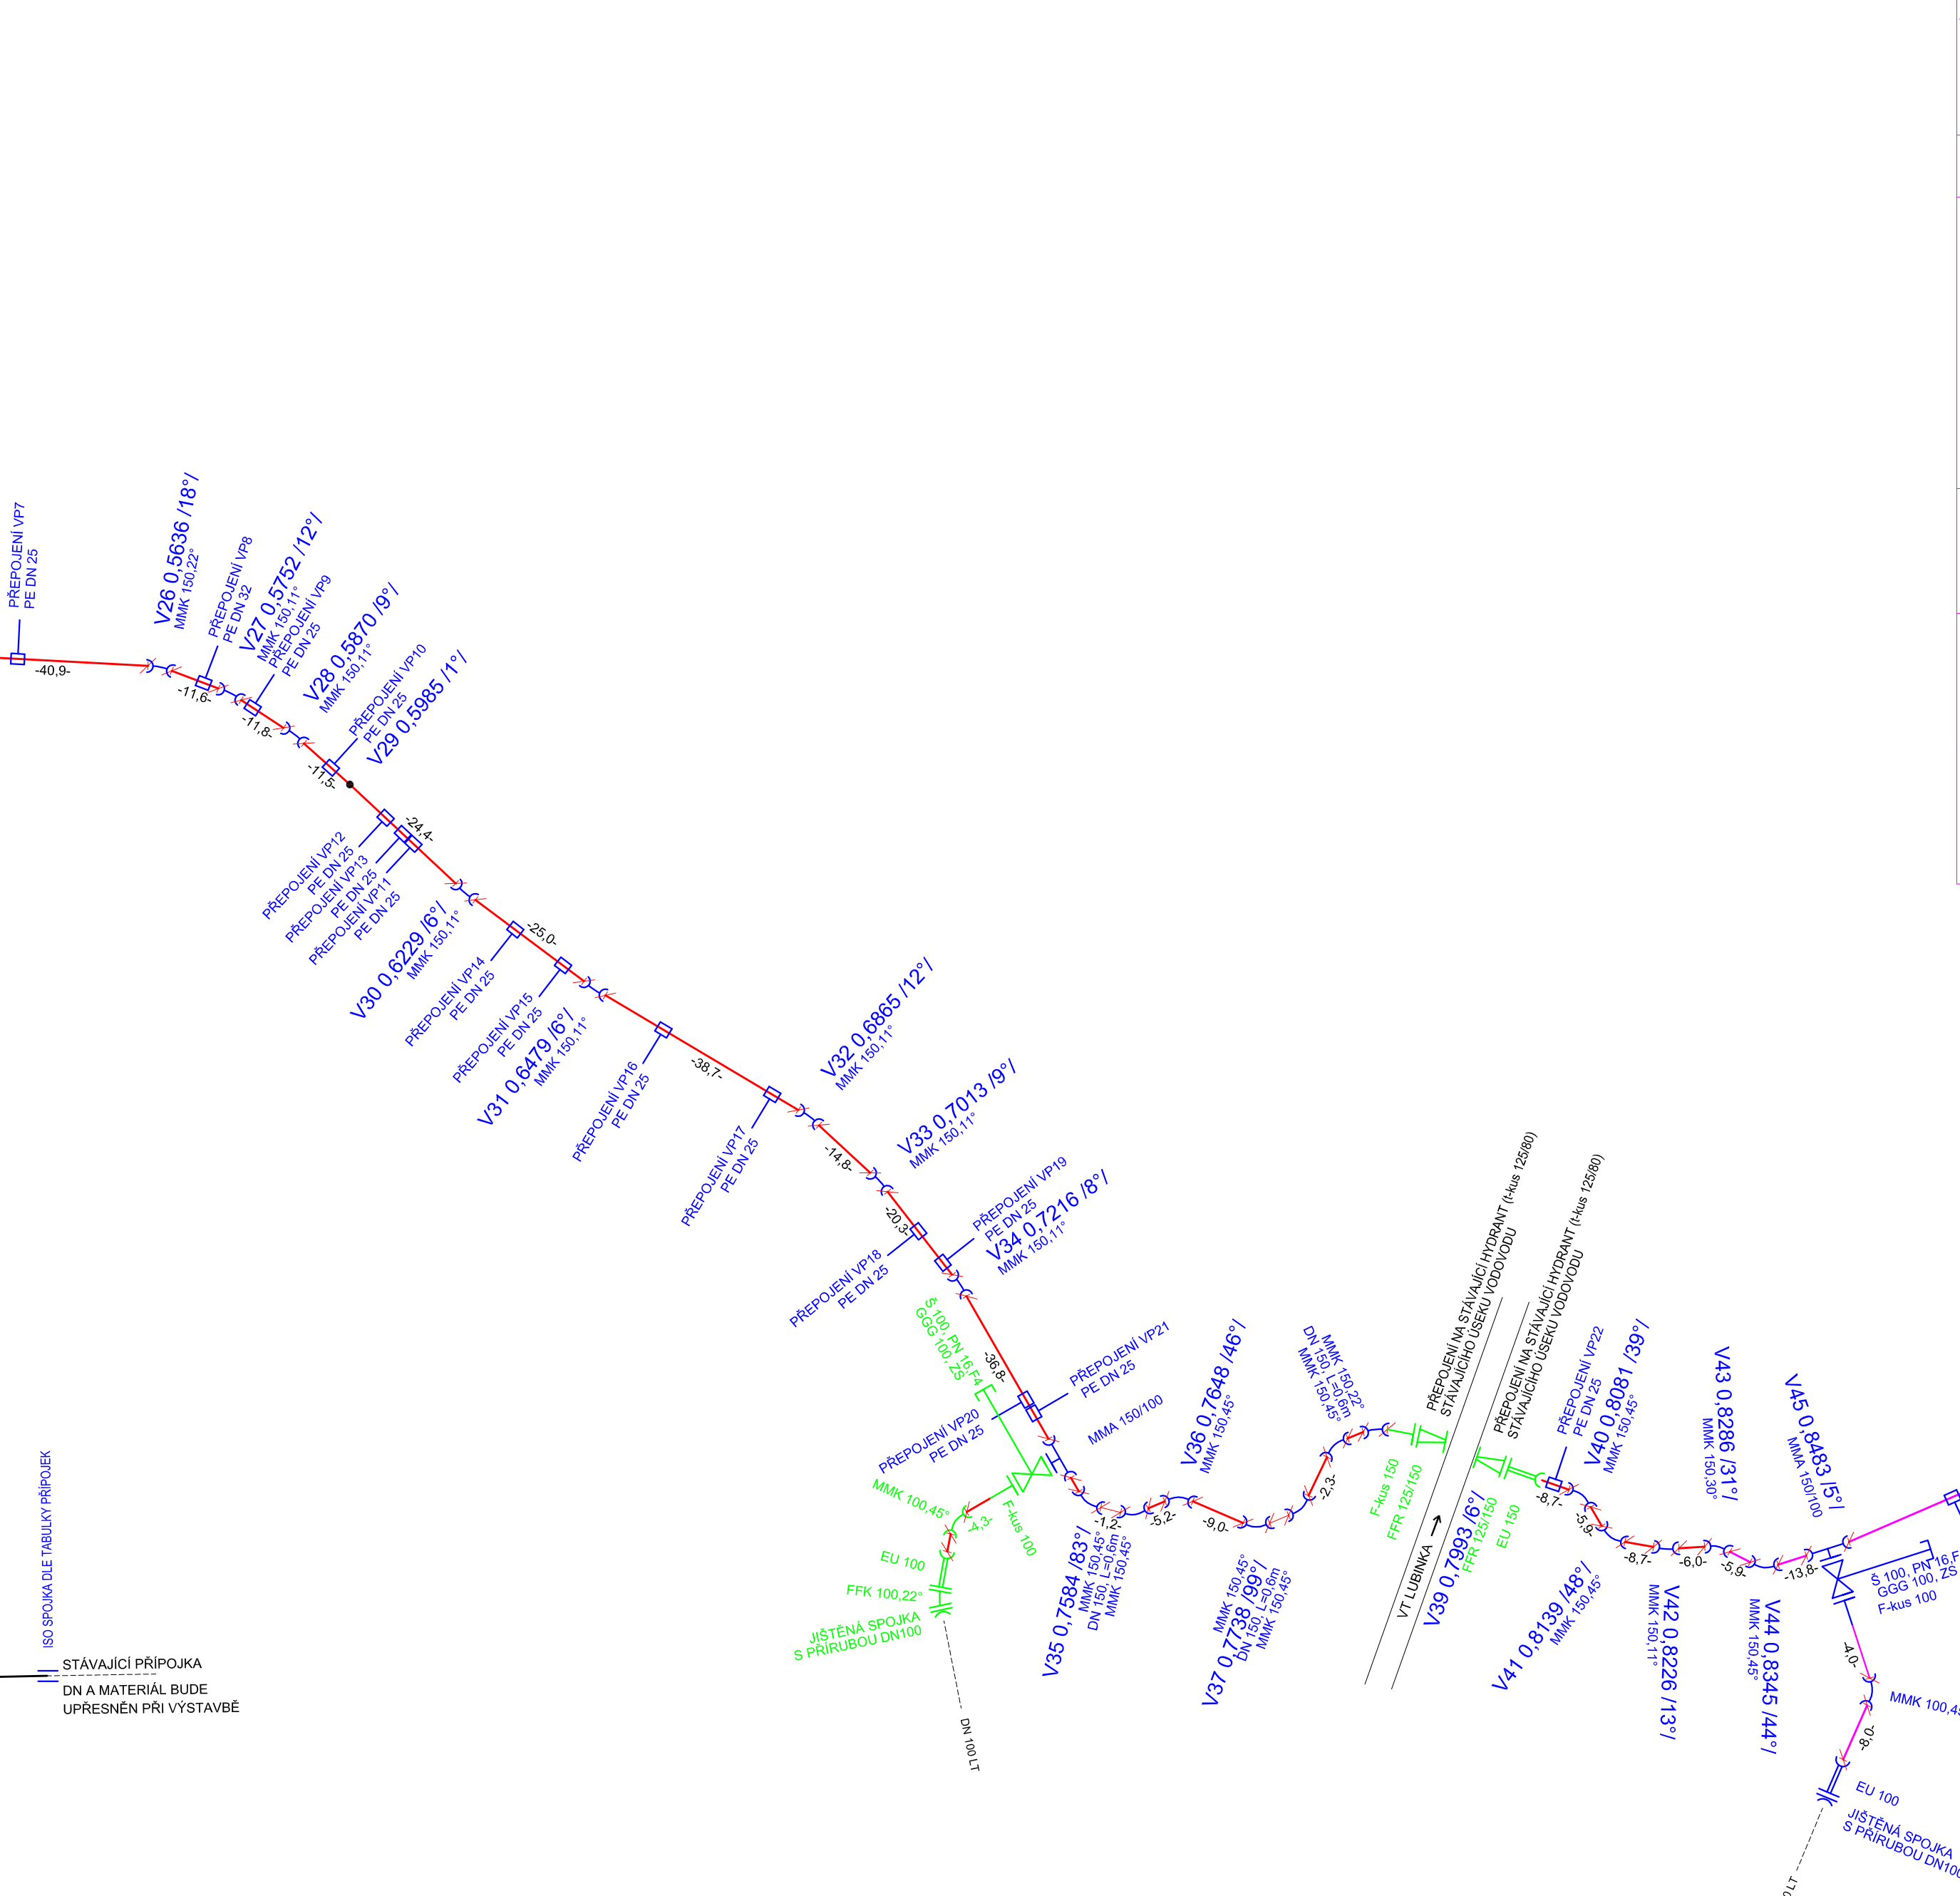 PŘEPOJENÍ VP7
PE DN 25
-40,9-
V26 0,5636 /18°/
MMK 150,22°
PŘEPOJENÍ VP8
PE DN 32
-11,6-
V27 0,5752 /12°/
MMK 150,11°
PŘEPOJENÍ VP9
PE DN 25
-11,8-
V28 0,5870 /9°/
MMK 150,11°
PŘEPOJENÍ VP10
PE DN 25
-11,5-
V29 0,5985 /1°/
-24,4-
PŘEPOJENÍ VP12
PE DN 25
PŘEPOJENÍ VP13
PE DN 25
PŘEPOJENÍ VP11
PE DN 25
V30 0,6229 /6°/
MMK 150,11°
-25,0-
PŘEPOJENÍ VP14
PE DN 25
PŘEPOJENÍ VP15
PE DN 25
V31 0,6479 /6°/
MMK 150,11°
PŘEPOJENÍ VP16
PE DN 25
-38,7-
PŘEPOJENÍ VP17
PE DN 25
V32 0,6865 /12°/
MMK 150,11°
-14,8-
V33 0,7013 /9°/
MMK 150,11°
-20,3-
PŘEPOJENÍ VP18
PE DN 25
PŘEPOJENÍ VP19
PE DN 25
V34 0,7216 /8°/
MMK 150,11°
-36,8-
Š 100, PN 16,F4
GGG 100, ZS
PŘEPOJENÍ VP20
PE DN 25
PŘEPOJENÍ VP21
PE DN 25
MMA 150/100
F-kus 100
-4,3-
MMK 100,45°
EU 100
FFK 100,22°
JIŠTĚNÁ SPOJKA
S PŘÍRUBOU DN100
DN 100 LT
V35 0,7584 /83°/
MMK 150,45°
DN 150, L=0,6m
MMK 150,45°
-1,2-
-5,2-
V36 0,7648 /46°/
MMK 150,45°
-9,0-
V37 0,7738 /99°/
MMK 150,45°
DN 150, L=0,6m
MMK 150,45°
-2,3-
MMK 150,22°
DN 150, L=0,6m
MMK 150,45°
F-kus 150
FFR 125/150
PŘEPOJENÍ NA STÁVAJÍCÍ HYDRANT (t-kus 125/80)
STÁVAJÍCÍHO ÚSEKU VODOVODU
VT LUBINKA
PŘEPOJENÍ NA STÁVAJÍCÍ HYDRANT (t-kus 125/80)
STÁVAJÍCÍHO ÚSEKU VODOVODU
V39 0,7993 /6°/
FFR 125/150
EU 150
PŘEPOJENÍ VP22
PE DN 25
-8,7-
V40 0,8081 /39°/
MMK 150,45°
-5,9-
V41 0,8139 /48°/
MMK 150,45°
-8,7-
V42 0,8226 /13°/
MMK 150,11°
-6,0-
V43 0,8286 /31°/
MMK 150,30°
-5,9-
V44 0,8345 /44°/
MMK 150,45°
-13,8-
V45 0,8483 /5°/
MMA 150/100
Š 100, PN 16,F
GGG 100, ZS
F-kus 100
-4,0-
MMK 100,45
-8,0-
EU 100
JIŠTĚNÁ SPOJKA
S PŘÍRUBOU DN100
0 LT
ISO SPOJKA DLE TABULKY PŘÍPOJEK
STÁVAJÍCÍ PŘÍPOJKA
DN A MATERIÁL BUDE
UPŘESNĚN PŘI VÝSTAVBĚ